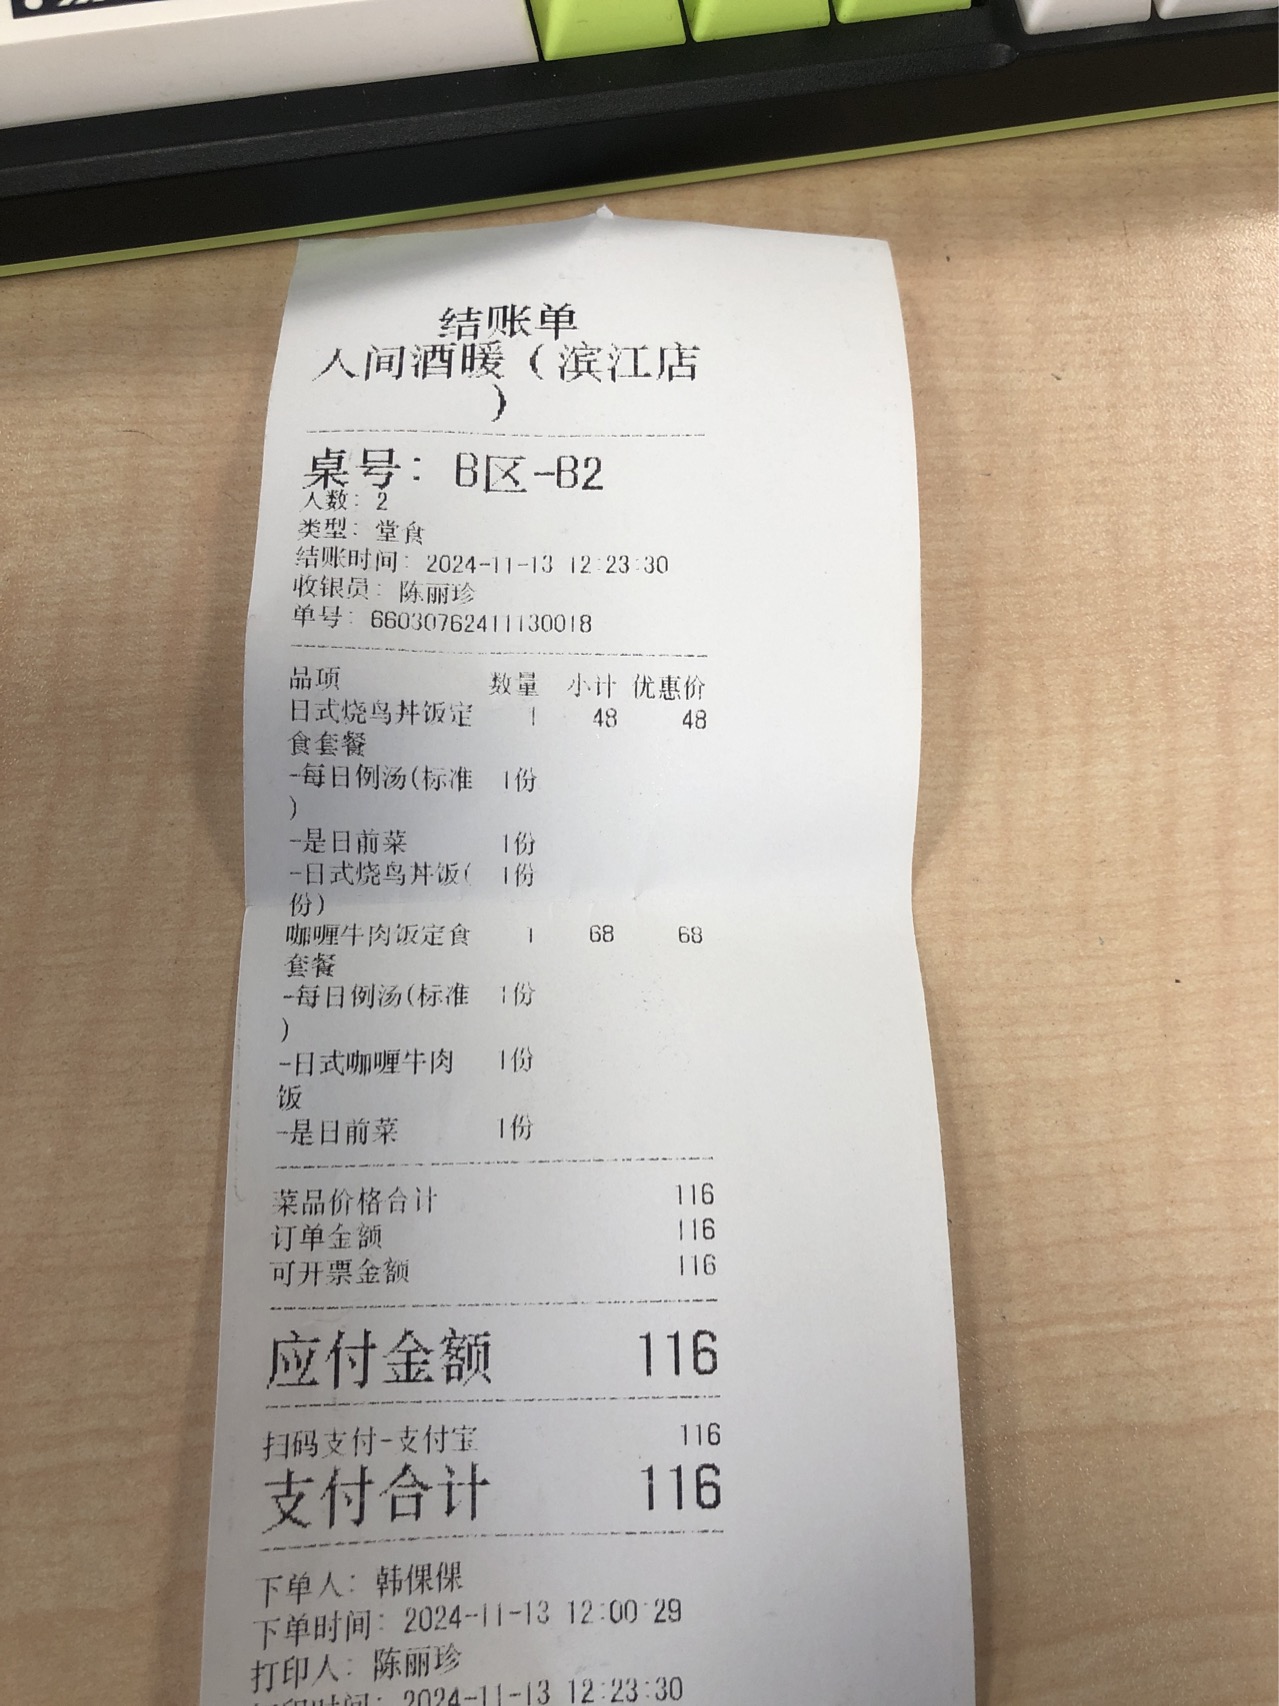 结账单
人间酒暖（滨江店
）
桌号：B区-B2
人数：2
类型：堂食
结账时间：2024-11-13 12:23:30
收银员：陈丽珍
单号：66030762411130018
品项 数量 小计 优惠价
日式烧鸟丼饭定 1 48 48
食套餐
-每日例汤(标准 1份
)
-是日前菜 1份
-日式烧鸟丼饭( 1份
份)
咖喱牛肉饭定食 1 68 68
套餐
-每日例汤(标准 1份
)
-日式咖喱牛肉 1份
饭
-是日前菜 1份
菜品价格合计 116
订单金额 116
可开票金额 116
应付金额 116
扫码支付-支付宝 116
支付合计 116
下单人：韩倮倮
下单时间：2024-11-13 12:00:29
打印人：陈丽珍
打印时间：2024-11-13 12:23:30